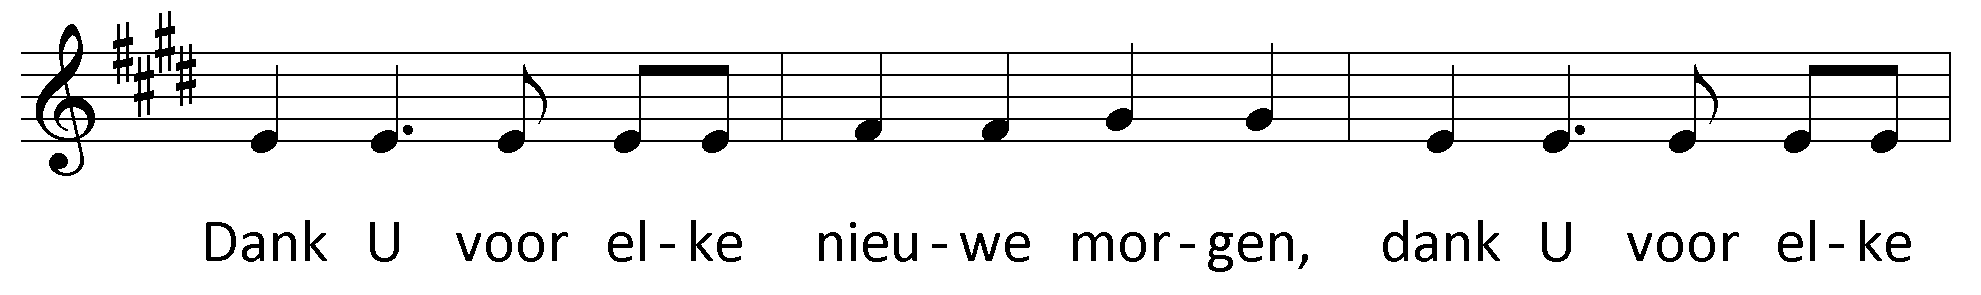 Dank U voor el - ke nieu - we mor - gen, dank U voor el - ke